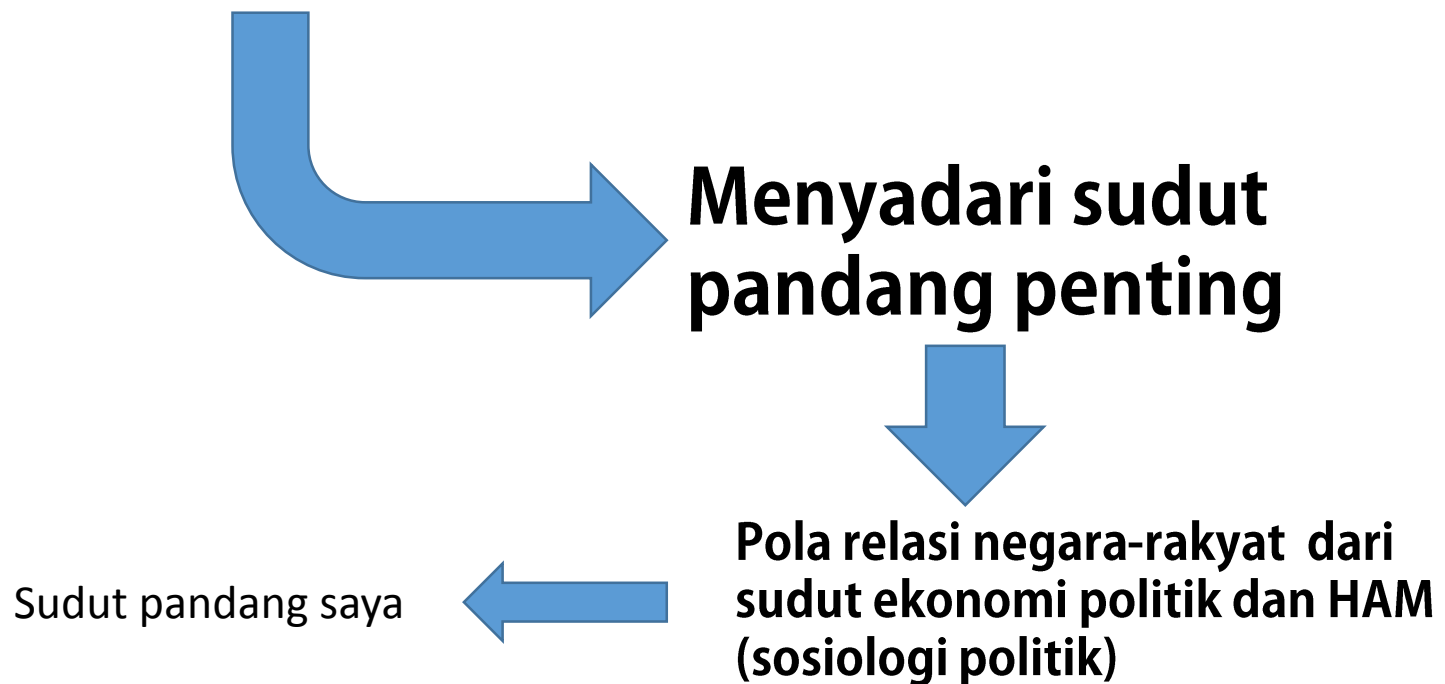 Menyadari sudut
pandang penting
Pola relasi negara-rakyat dari
sudut ekonomi politik dan HAM
(sosiologi politik)
Sudut pandang saya